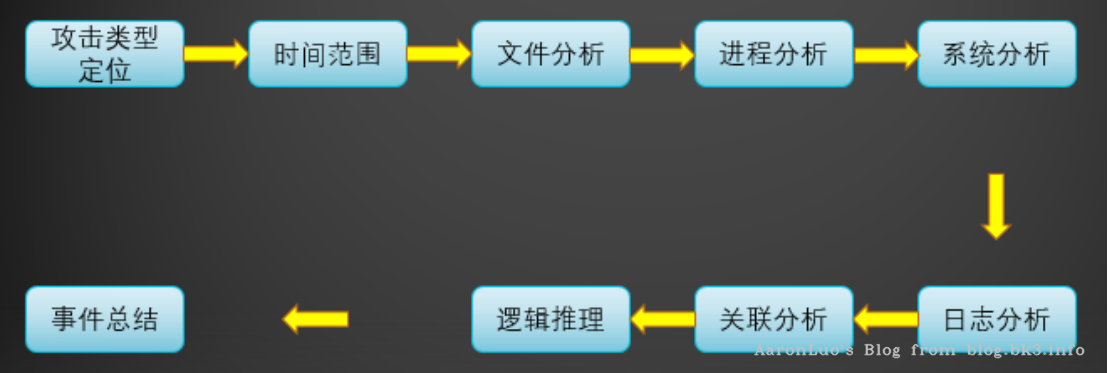 攻击类型
定位
时间范围
文件分析
进程分析
系统分析
事件总结
逻辑推理
关联分析
日志分析
AaronLuo's Blog from blog.bk3.info